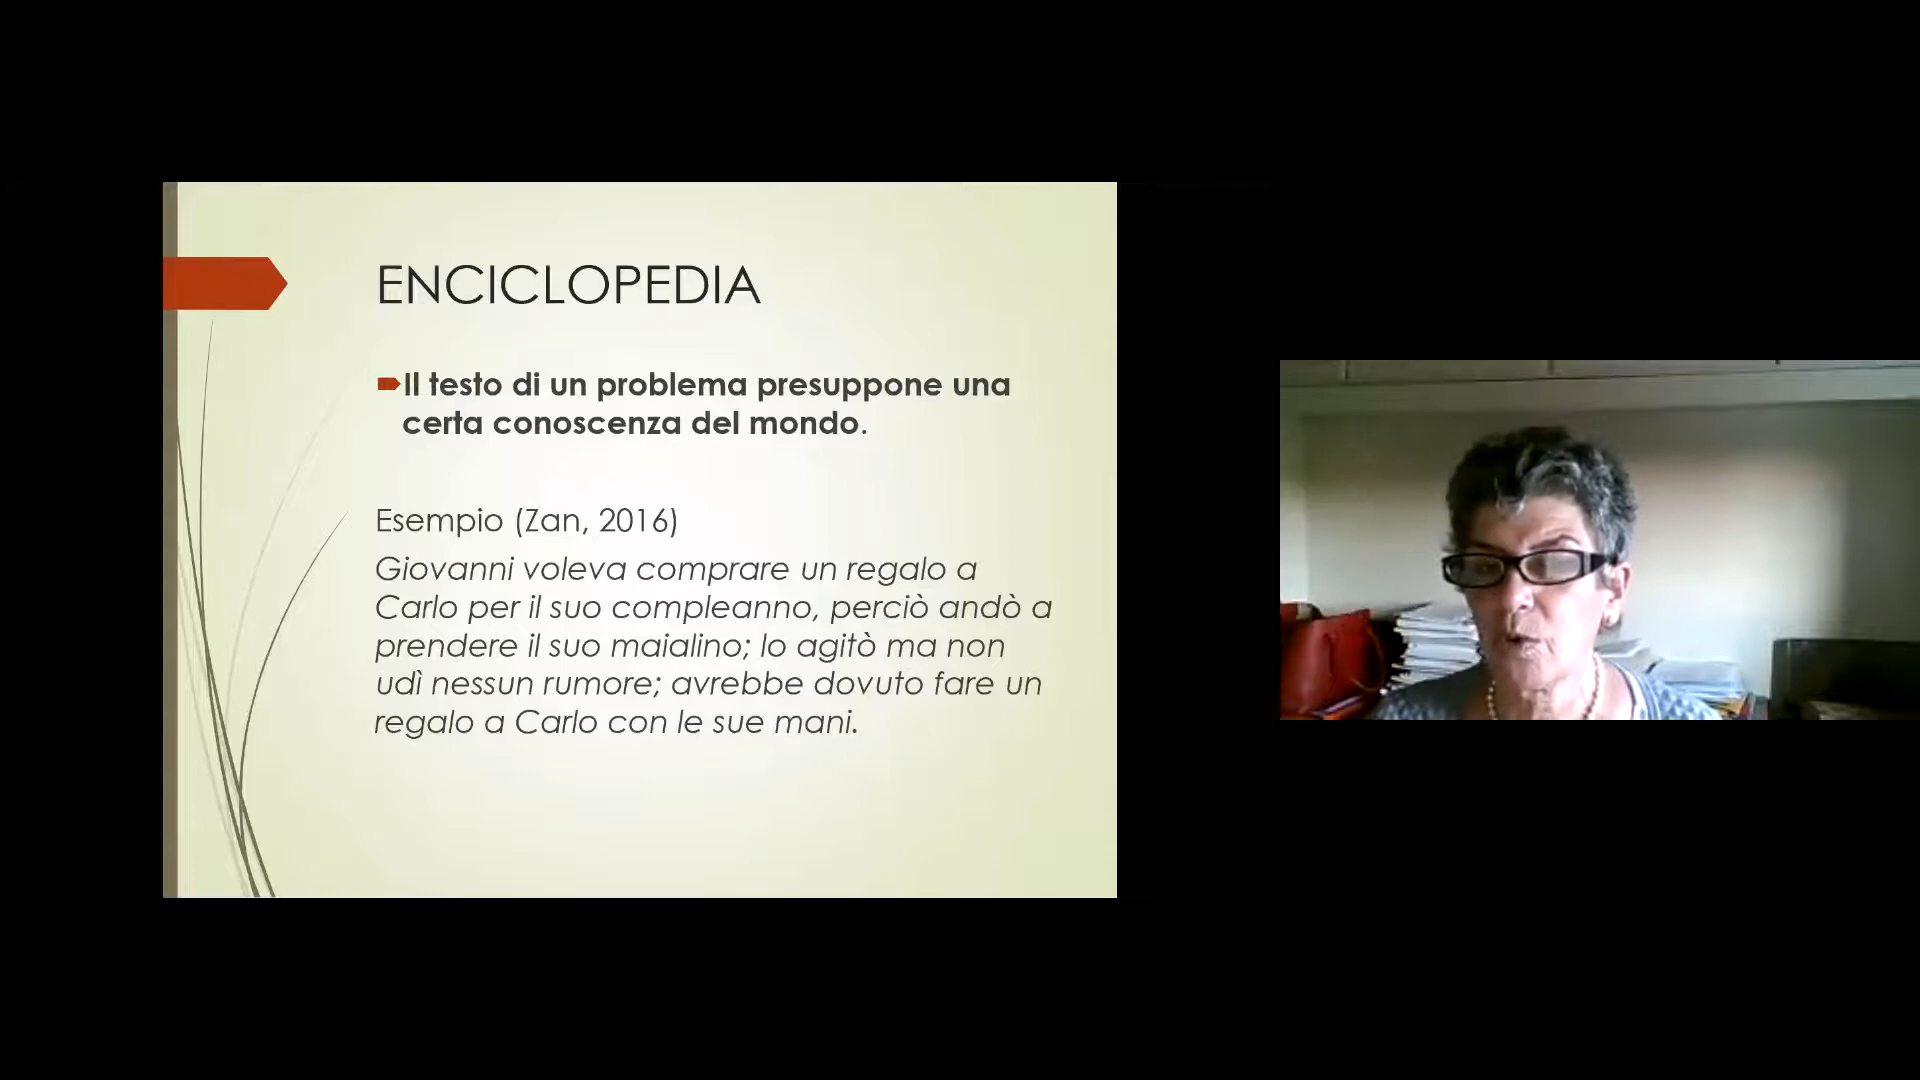 ENCICLOPEDIA
Il testo di un problema presuppone una
certa conoscenza del mondo.
Esempio (Zan, 2016)
Giovanni voleva comprare un regalo a
Carlo per il suo compleanno, perciò andò a
prendere il suo maialino; lo agitò ma non
udì nessun rumore; avrebbe dovuto fare un
regalo a Carlo con le sue mani.